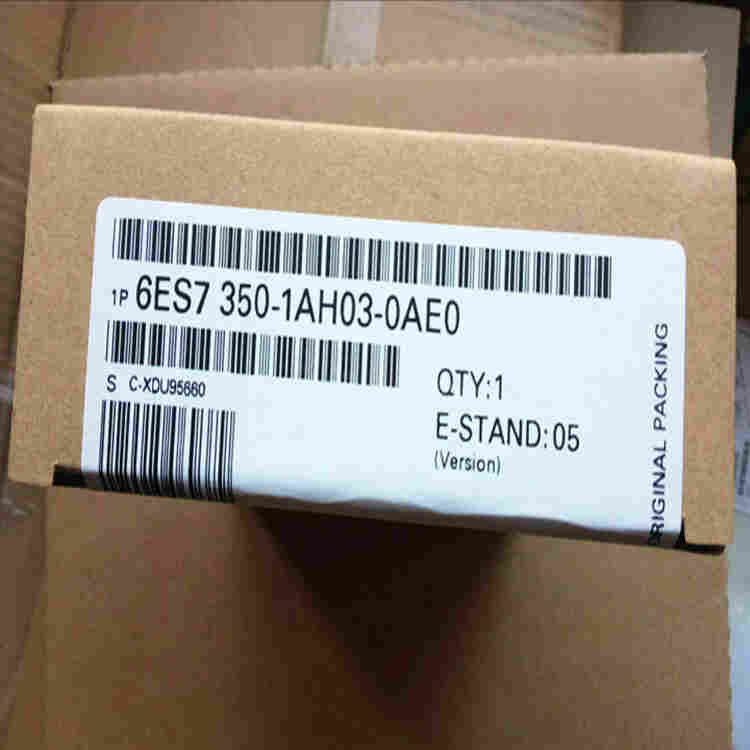 1P 6ES7 350-1AH03-0AE0
S C-XDU95660
QTY:1
E-STAND:05
(Version)
ORIGINAL PACKING